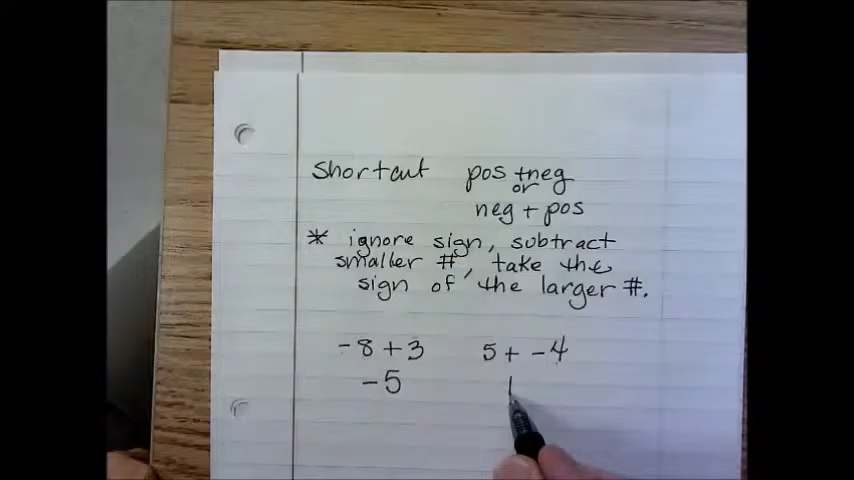 shortcut pos +neg
or
neg + pos
* ignore sign, subtract
smaller #, take the
sign of the larger #.
-8 + 3 5 + -4
-5 1